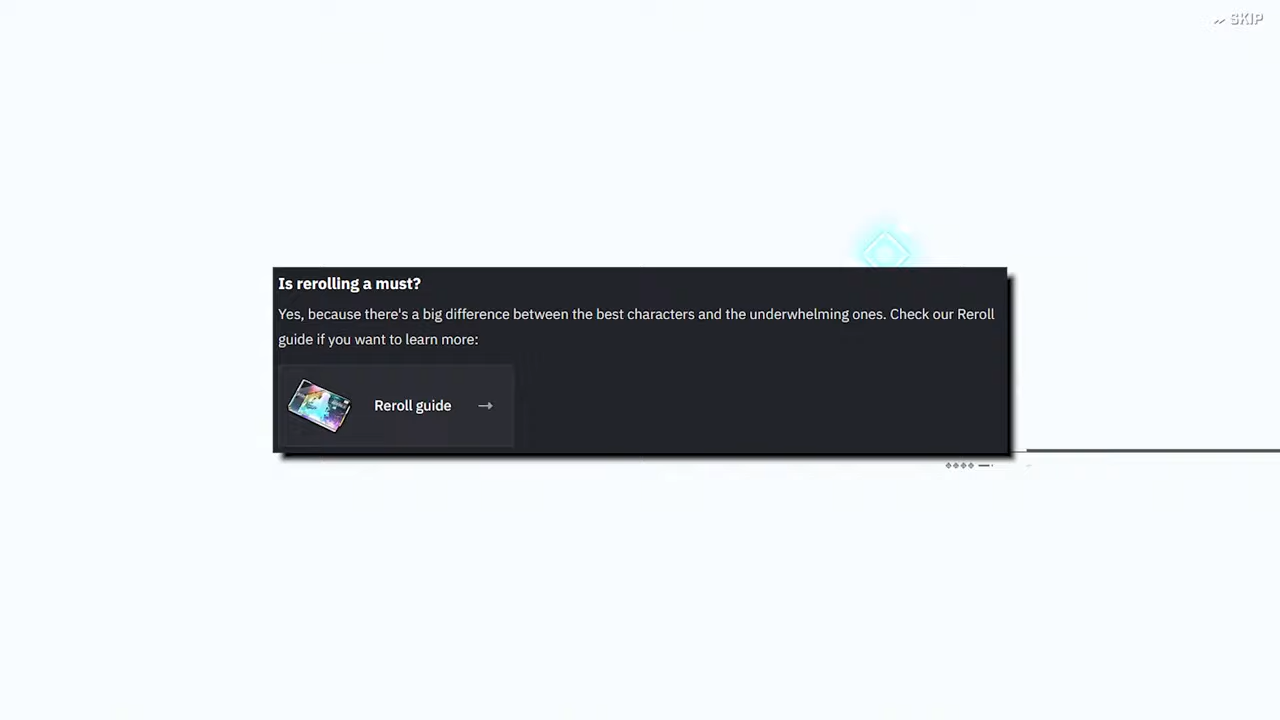 SKIP
Is rerolling a must?
Yes, because there's a big difference between the best characters and the underwhelming ones. Check our Reroll
guide if you want to learn more:
Reroll guide →